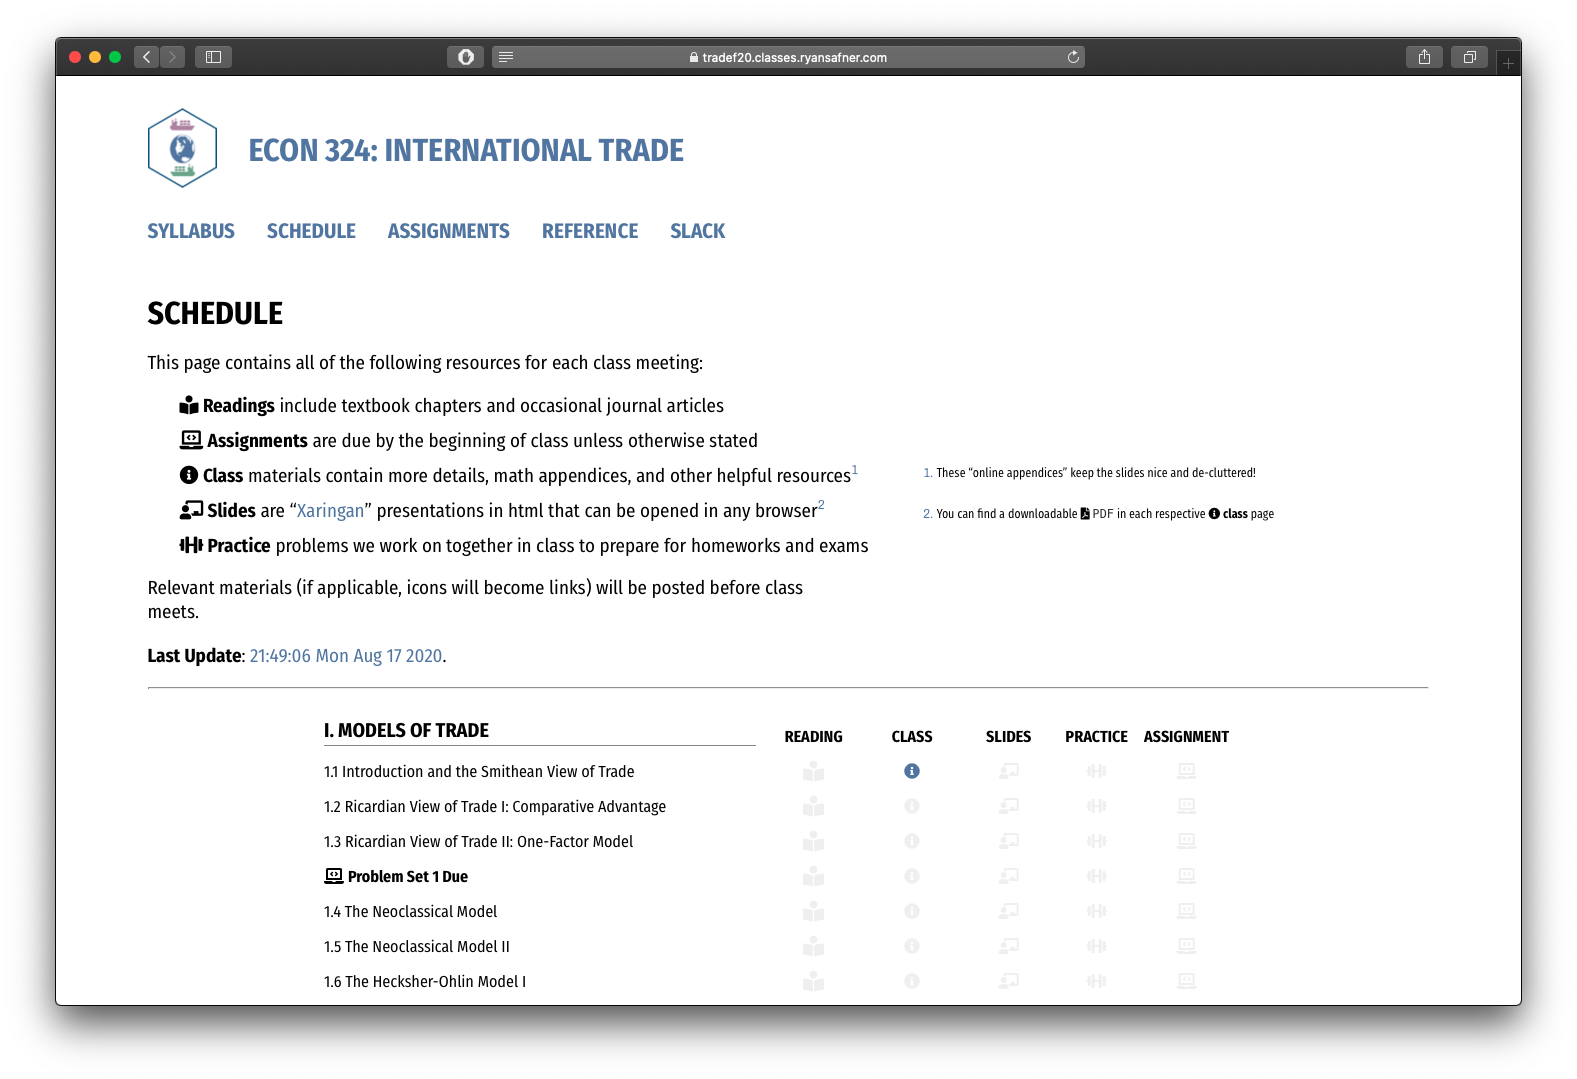 tradef20.classes.ryansafner.com
ECON 324: INTERNATIONAL TRADE
SYLLABUS SCHEDULE ASSIGNMENTS REFERENCE SLACK
SCHEDULE
This page contains all of the following resources for each class meeting:
Readings include textbook chapters and occasional journal articles
Assignments are due by the beginning of class unless otherwise stated
Class materials contain more details, math appendices, and other helpful resources1
1. These “online appendices” keep the slides nice and de-cluttered!
Slides are “Xaringan” presentations in html that can be opened in any browser2
2. You can find a downloadable PDF in each respective class page
Practice problems we work on together in class to prepare for homeworks and exams
Relevant materials (if applicable, icons will become links) will be posted before class
meets.
Last Update: 21:49:06 Mon Aug 17 2020.
I. MODELS OF TRADE READING CLASS SLIDES PRACTICE ASSIGNMENT
1.1 Introduction and the Smithean View of Trade
1.2 Ricardian View of Trade I: Comparative Advantage
1.3 Ricardian View of Trade II: One-Factor Model
Problem Set 1 Due
1.4 The Neoclassical Model
1.5 The Neoclassical Model II
1.6 The Hecksher-Ohlin Model I